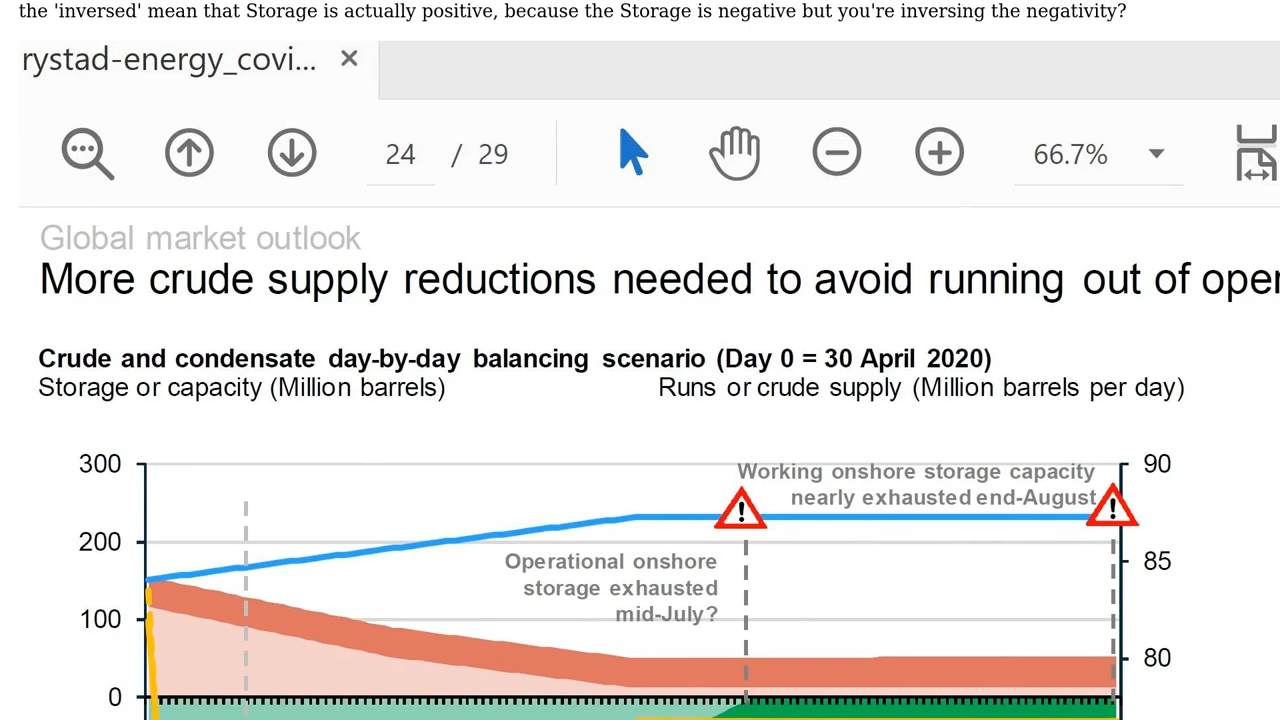 the 'inversed' mean that Storage is actually positive, because the Storage is negative but you're inversing the negativity?
rystad-energy_covi...
24 / 29
66.7%
Global market outlook
More crude supply reductions needed to avoid running out of oper
Crude and condensate day-by-day balancing scenario (Day 0 = 30 April 2020)
Storage or capacity (Million barrels)
Runs or crude supply (Million barrels per day)
300
90
Working onshore storage capacity
nearly exhausted end-August
200
85
Operational onshore
storage exhausted
mid-July?
100
80
0